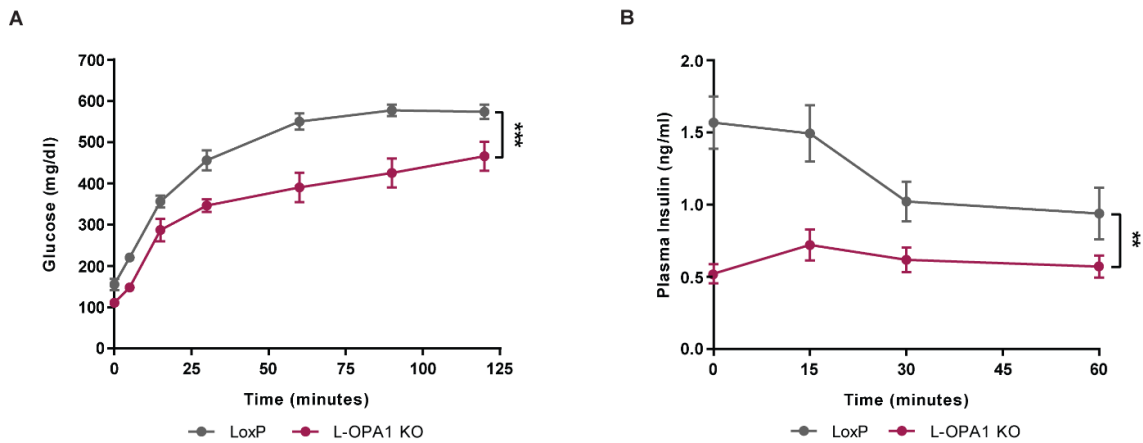 A
Glucose (mg/dl)
700
600
500
400
300
200
100
0
0 25 50 75 100 125
Time (minutes)
***
LoxP L-OPA1 KO
B
Plasma Insulin (ng/ml)
2.0
1.5
1.0
0.5
0.0
0 15 30 45 60
Time (minutes)
**
LoxP L-OPA1 KO